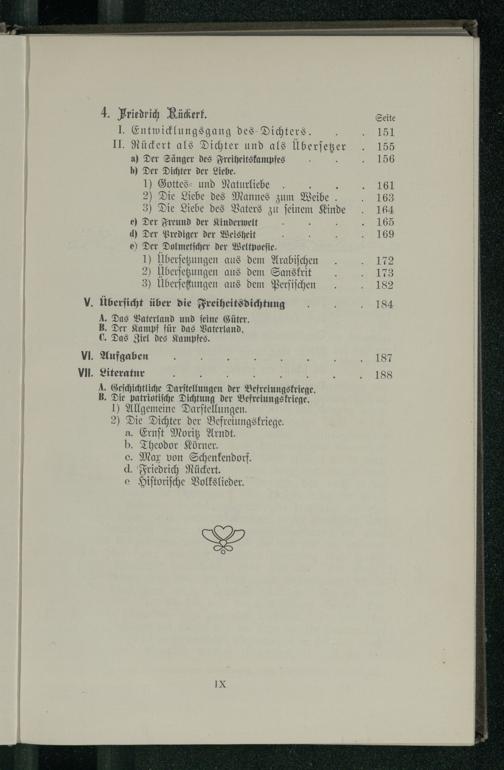 4. Friedrich Rückert.
Seite
I. Entwicklungsgang des Dichters. . . 151
II. Rückert als Dichter und als Übersetzer . 155
a) Der Sänger des Freiheitskampfes . . . 156
b) Der Dichter der Liebe.
1) Gottes- und Naturliebe . . . . 161
2) Die Liebe des Mannes zum Weibe . . 163
3) Die Liebe des Vaters zu seinem Kinde . 164
c) Der Freund der Kinderwelt . . . . 165
d) Der Prediger der Weisheit . . . . 169
e) Der Dolmetscher der Weltpoesie.
1) Übersetzungen aus dem Arabischen . . 172
2) Übersetzungen aus dem Sanskrit . . 173
3) Übersetzungen aus dem Persischen . . 182
V. Übersicht über die Freiheitsdichtung . . . 184
A. Das Vaterland und seine Güter.
B. Der Kampf für das Vaterland.
C. Das Ziel des Kampfes.
VI. Aufgaben . . . . . . . . 187
VII. Literatur . . . . . . . . 188
A. Geschichtliche Darstellungen der Befreiungskriege.
B. Die patriotische Dichtung der Befreiungskriege.
1) Allgemeine Darstellungen.
2) Die Dichter der Befreiungskriege.
a. Ernst Moritz Arndt.
b. Theodor Körner.
c. Max von Schenkendorf.
d. Friedrich Rückert.
e Historische Volkslieder.
IX